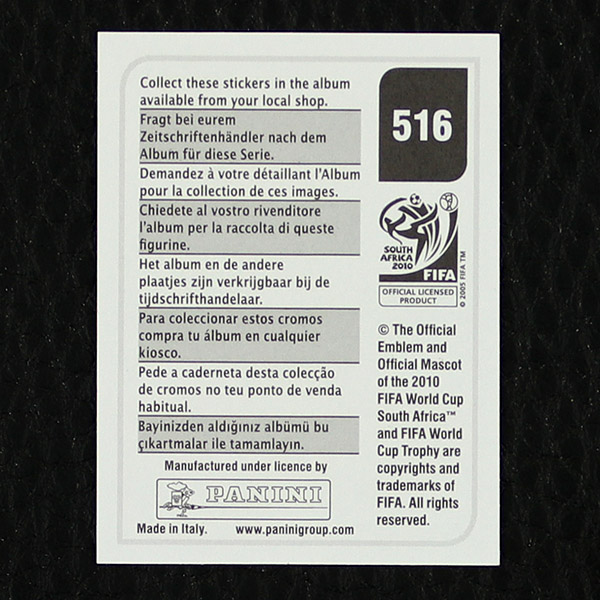 Collect these stickers in the album
available from your local shop.
Fragt bei eurem
Zeitschriftenhändler nach dem
Album für diese Serie.
Demandez à votre détaillant l'Album
pour la collection de ces images.
Chiedete al vostro rivenditore
l'album per la raccolta di queste
figurine.
Het album en de andere
plaatjes zijn verkrijgbaar bij de
tijdschrifthandelaar.
Para coleccionar estos cromos
compra tu álbum en cualquier
kiosco.
Pede a caderneta desta colecção
de cromos no teu ponto de venda
habitual.
Bayinizden aldığınız albümü bu
çıkartmalar ile tamamlayın.
Manufactured under licence by
PANINI
Made in Italy. www.paninigroup.com
516
SOUTH
AFRICA
2010
FIFA
OFFICIAL LICENSED
PRODUCT
© 2005 FIFA TM
© The Official
Emblem and
Official Mascot
of the 2010
FIFA World Cup
South Africa™
and FIFA World
Cup Trophy are
copyrights and
trademarks of
FIFA. All rights
reserved.